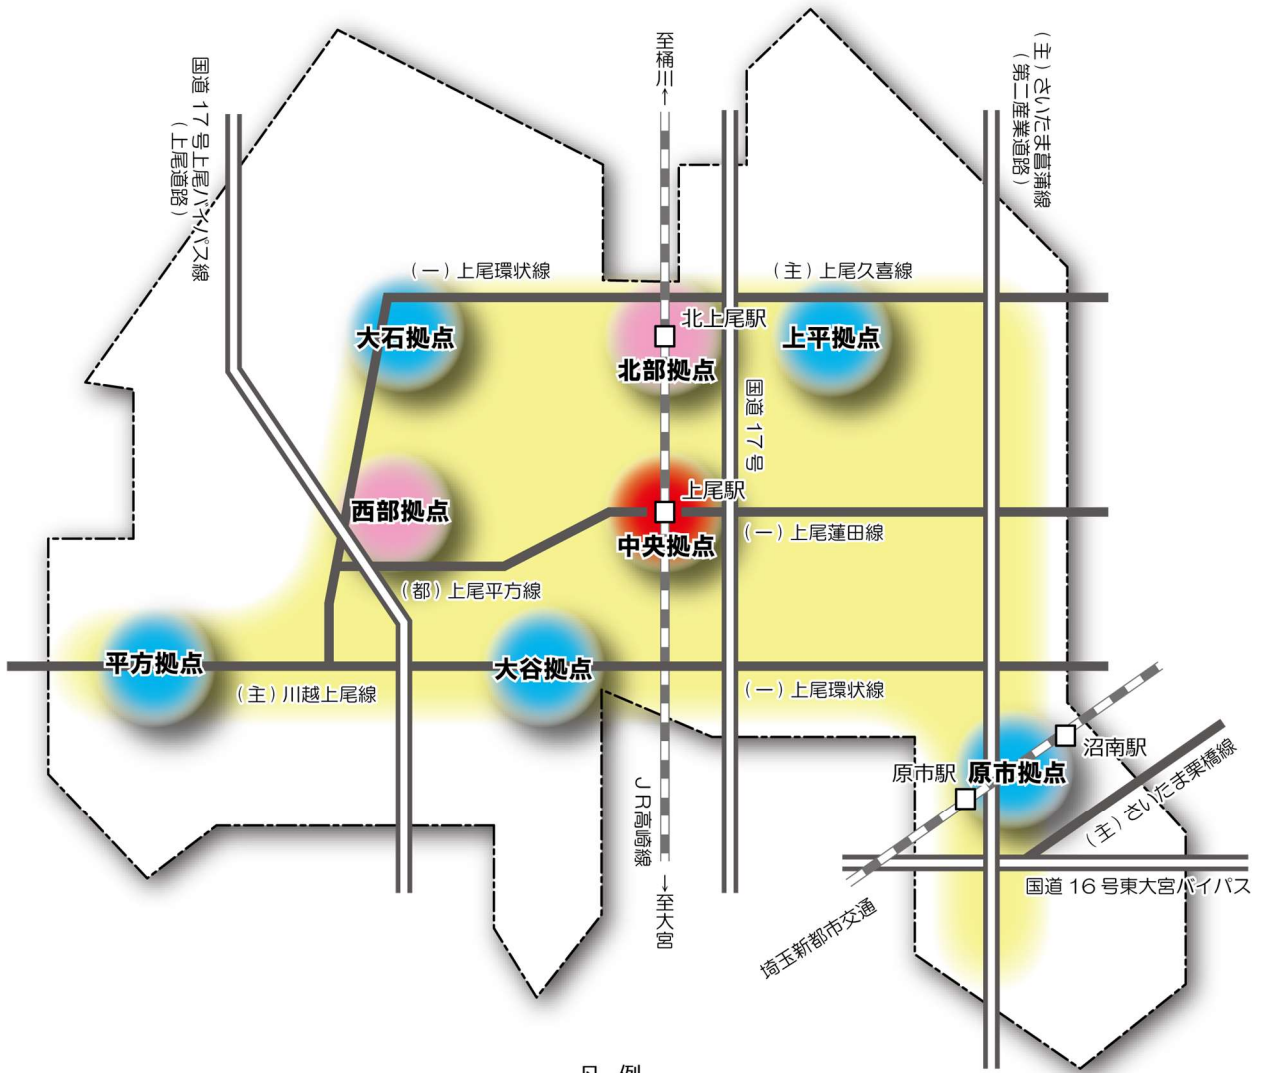 至桶川←
(主)さいたま菖蒲線
(第二産業道路)
国道 17 号上尾バイパス線
(上尾道路)
(一)上尾環状線
(主)上尾久喜線
大石拠点
北上尾駅
北部拠点
上平拠点
国道 17 号
西部拠点
上尾駅
中央拠点
(一)上尾蓮田線
(都)上尾平方線
平方拠点
大谷拠点
(主)川越上尾線
(一)上尾環状線
沼南駅
原市駅
原市拠点
(主)さいたま栗橋線
JR高崎線
国道 16 号東大宮バイパス
→至大宮
埼玉新都市交通
凡 例